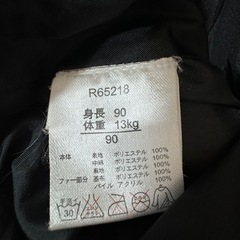 R65218
身長 90
体重 13kg
90
本体 表地 ポリエステル 100%
中綿 ポリエステル 100%
裏地 ポリエステル 100%
ファー部分 基布 ポリエステル 100%
パイル アクリル 100%
30